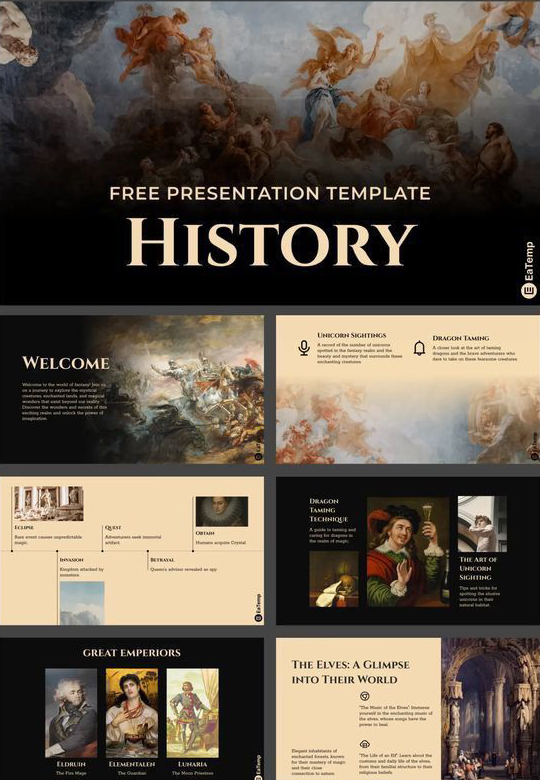 FREE PRESENTATION TEMPLATE
HISTORY
EaTemp
WELCOME
Welcome to the world of fantasy! Join us
on a journey to explore the mystical
creatures, enchanted lands, and magical
wonders that exist beyond our reality.
Discover the wonders and secrets of this
exciting realm and unlock the power of
imagination.
UNICORN SIGHTINGS
A record of the number of unicorns
spotted in the fantasy realm and the
beauty and mystery that surrounds these
enchanting creatures.
DRAGON TAMING
A closer look at the art of taming
dragons and the brave adventurers who
dare to take on these fearsome creatures.
ECLIPSE
Rare event causes unpredictable
magic.
QUEST
Adventurers seek immortal
artifact.
OBTAIN
Humans acquire Crystal
INVASION
Kingdom attacked by
monsters
BETRAYAL
Queen's advisor revealed as spy.
EaTemp
DRAGON
TAMING
TECHNIQUE
A guide to taming and
caring for dragons in
the realm of magic.
THE ART OF
UNICORN
SIGHTING
Tips and tricks for
spotting the elusive
unicorns in their
natural habitat.
GREAT EMPERIORS
ELDRUIN
The Fire Mage
ELEMENTALEN
The Guardian
LUNARIA
The Moon Priestess
THE ELVES: A GLIMPSE
INTO THEIR WORLD
"The Music of the Elves" Immerse
yourself in the enchanting music of
the elves, whose songs have the
power to heal.
Elegant inhabitants of
enchanted forests, known
for their mastery of magic
and their close
connection to nature.
"The Life of an Elf" Learn about the
customs and daily life of the elves,
from their familial structure to their
religious beliefs.